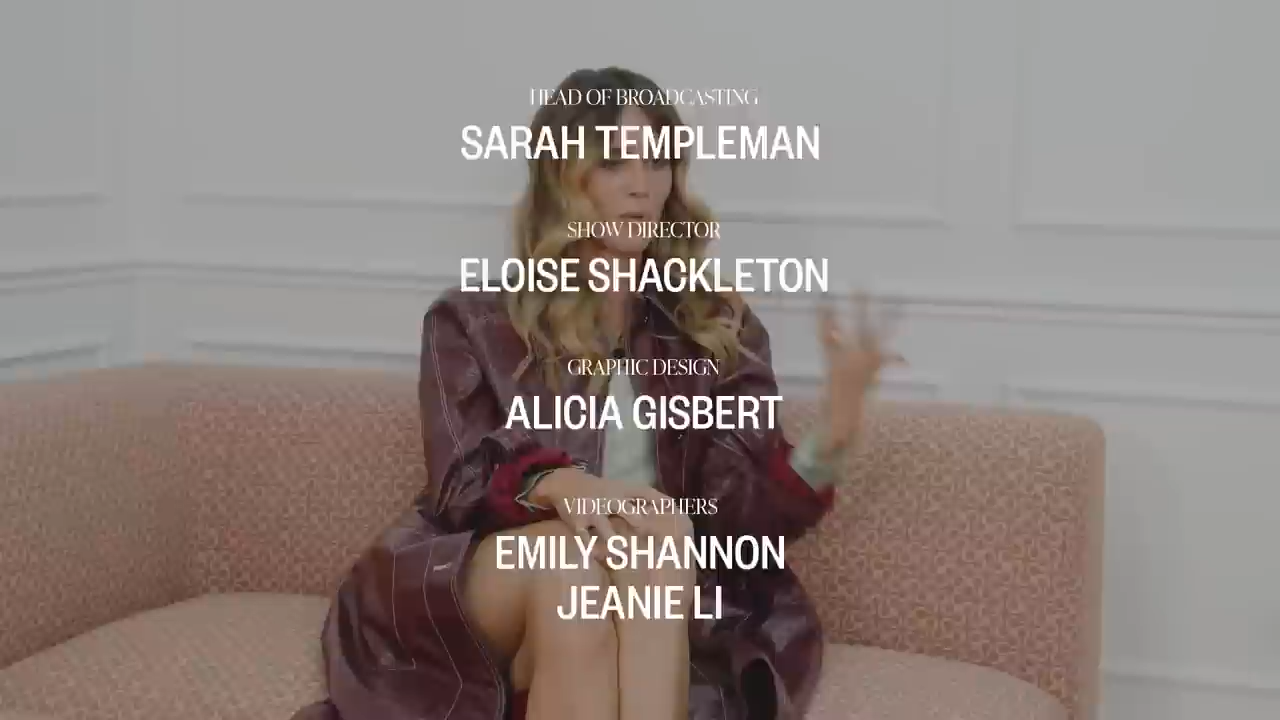 HEAD OF BROADCASTING
SARAH TEMPLEMAN
SHOW DIRECTOR
ELOISE SHACKLETON
GRAPHIC DESIGN
ALICIA GISBERT
VIDEOGRAPHERS
EMILY SHANNON
JEANIE LI